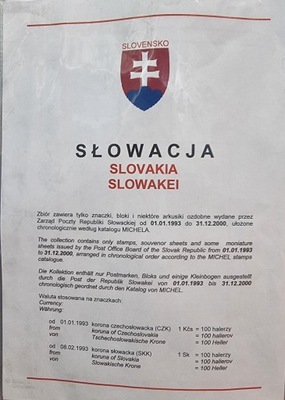 SLOVENSKO
SŁOWACJA
SLOVAKIA
SLOWAKEI
Zbiór zawiera tylko znaczki, bloki i niektóre arkusiki ozdobne wydane przez
Zarząd Poczty Republiki Słowackiej od 01.01.1993 do 31.12.2000, ułożone
chronologicznie według katalogu MICHELA.
The collection contains only stamps, souvenir sheets and some moniature
sheets issued by the Post Office Board of the Slovak Republic from 01.01.1993
to 31.12.2000, arranged in chronological order according to the MICHEL stamps
catalogue.
Die Kollektion enthält nur Postmarken, Bloks und einige Kleinbogen ausgestellt
durch die Post der Republik Slowakei von 01.01.1993 bis 31.12.2000
chronologisch geordnet durch den Katalog von MICHEL.
Waluta stosowana na znaczkach:
Currency:
Währung:
od 01.01.1993 korona czechosłowacka (CZK) 1 Kčs = 100 halerzy
from koruna of Czechoslovakia = 100 halierov
von Tschechoslowakische Krone = 100 Heller
od 08.02.1993 korona słowacka (SKK) 1 Sk = 100 halerzy
from koruna of Slovakia = 100 halierov
von Slowakische Krone = 100 Heller